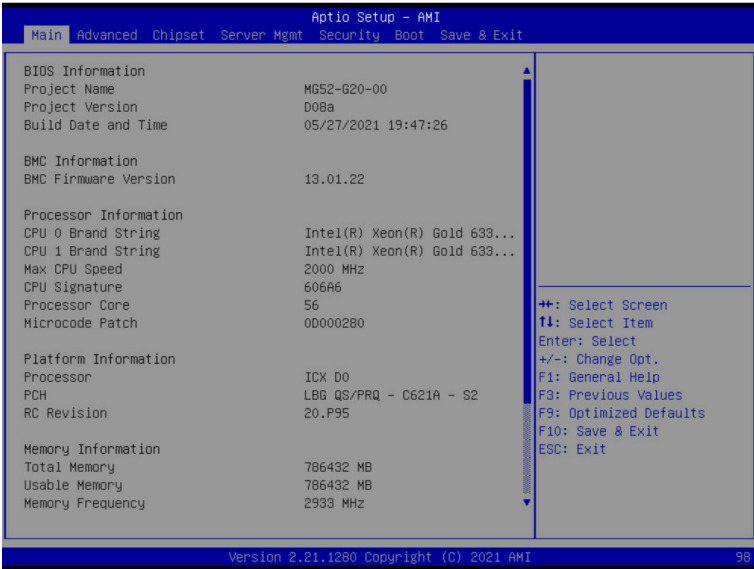 Aptio Setup – AMI
Main Advanced Chipset Server Mgmt Security Boot Save & Exit
BIOS Information
Project Name MG52-G20-00
Project Version D08a
Build Date and Time 05/27/2021 19:47:26
BMC Information
BMC Firmware Version 13.01.22
Processor Information
CPU 0 Brand String Intel(R) Xeon(R) Gold 633...
CPU 1 Brand String Intel(R) Xeon(R) Gold 633...
Max CPU Speed 2000 MHz
CPU Signature 606A6
Processor Core 56
Microcode Patch 0D000280
Platform Information
Processor ICX D0
PCH LBG QS/PRQ - C621A - S2
RC Revision 20.P95
Memory Information
Total Memory 786432 MB
Usable Memory 786432 MB
Memory Frequency 2933 MHz
→←: Select Screen
↑↓: Select Item
Enter: Select
+/-: Change Opt.
F1: General Help
F3: Previous Values
F9: Optimized Defaults
F10: Save & Exit
ESC: Exit
Version 2.21.1280 Copyright (C) 2021 AMI
98